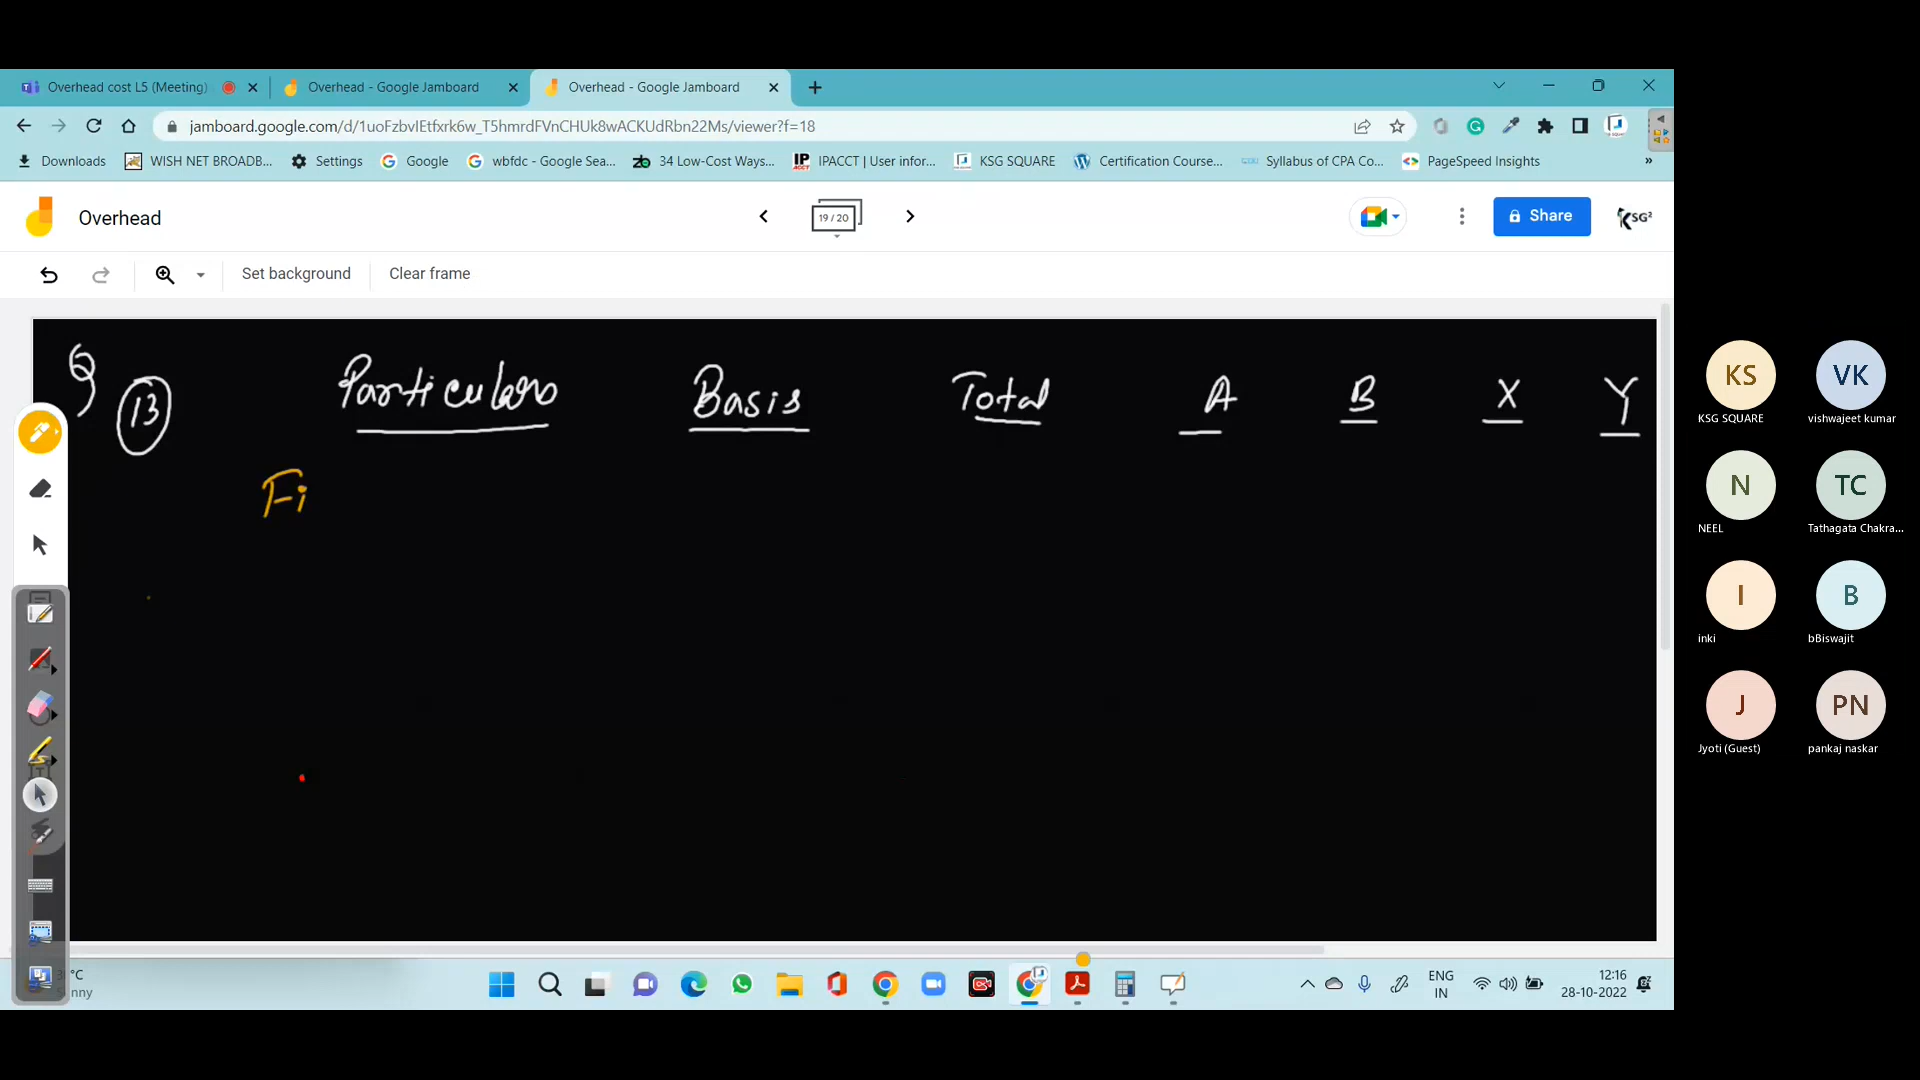 Overhead cost L5 (Meeting) Overhead - Google Jamboard Overhead - Google Jamboard
jamboard.google.com/d/1uoFzbvIEtfxrk6w_T5hmrdFVnCHUk8wACKUdRbn22Ms/viewer?f=18
Downloads WISH NET BROADB... Settings Google wbfdc - Google Sea... 34 Low-Cost Ways... IPACCT | User infor... KSG SQUARE Certification Course... Syllabus of CPA Co... PageSpeed Insights »
Overhead 19 / 20 Share KSG²
Set background Clear frame
Q 13 Particulars Basis Total A B X Y
Fi
KS VK
KSG SQUARE vishwajeet kumar
N TC
NEEL Tathagata Chakra...
I B
inki bBiswajit
J PN
Jyoti (Guest) pankaj naskar
ENG 12:16
IN 28-10-2022